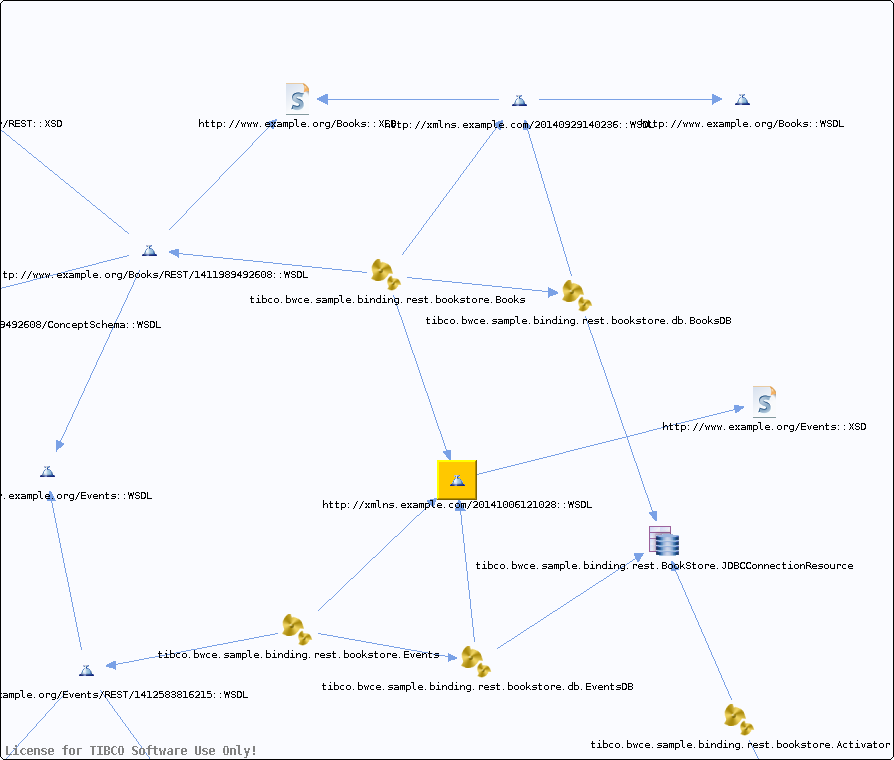 /REST::XSD
http://www.example.org/Books::XSD
http://xmlns.example.com/20140929140236::WSDL
http://www.example.org/Books::WSDL
tp://www.example.org/Books/REST/1411989492608::WSDL
tibco.bwce.sample.binding.rest.bookstore.Books
9492608/ConceptSchema::WSDL
tibco.bwce.sample.binding.rest.bookstore.db.BooksDB
http://www.example.org/Events::XSD
.example.org/Events::WSDL
http://xmlns.example.com/20141006121028::WSDL
tibco.bwce.sample.binding.rest.BookStore.JDBCConnectionResource
tibco.bwce.sample.binding.rest.bookstore.Events
tibco.bwce.sample.binding.rest.bookstore.db.EventsDB
xample.org/Events/REST/1412583816215::WSDL
tibco.bwce.sample.binding.rest.bookstore.Activator
License for TIBCO Software Use Only!